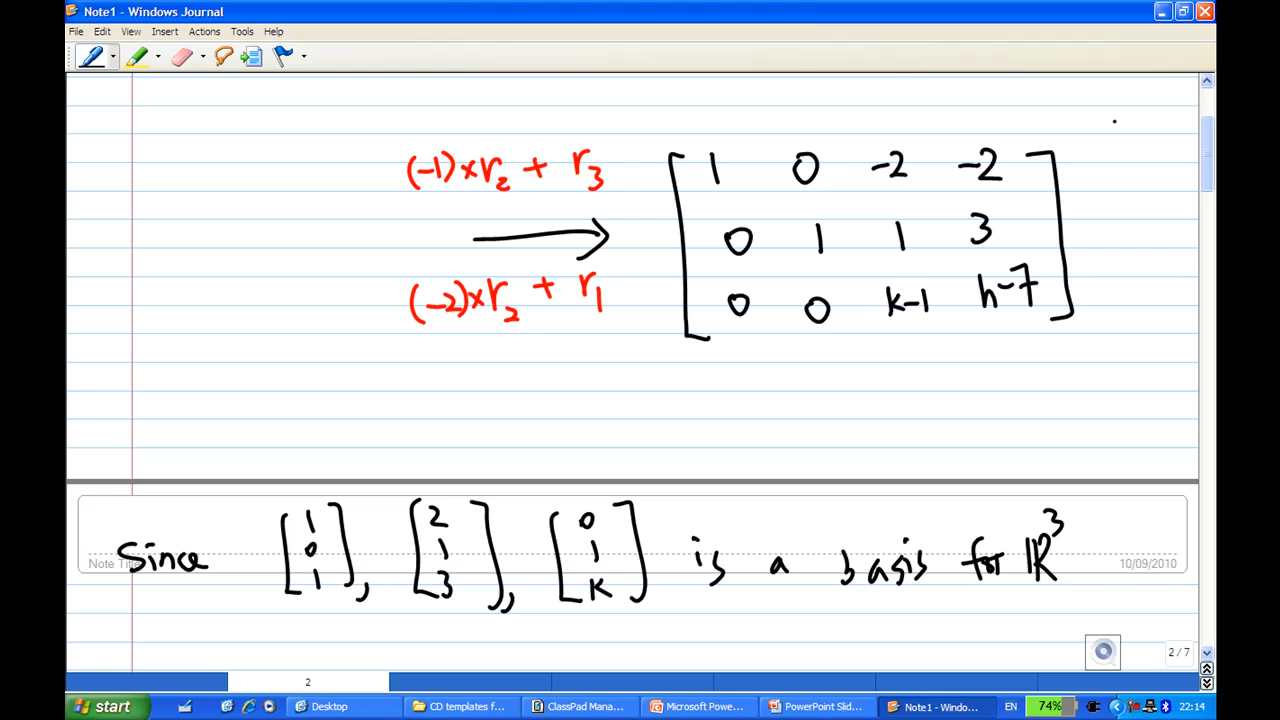 Note1 - Windows Journal
File Edit View Insert Actions Tools Help
(-1)×r₂ + r₃
(-2)×r₂ + r₁
1 0 -2 -2
0 1 1 3
0 0 k-1 h-7
Since [1 0 1], [2 1 3], [0 1 k] is a basis for ℝ³
Note Title 10/09/2010
2 / 7
2
start Desktop CD templates f... ClassPad Mana... Microsoft Powe... PowerPoint Slid... Note1 - Windo... EN 74% 22:14